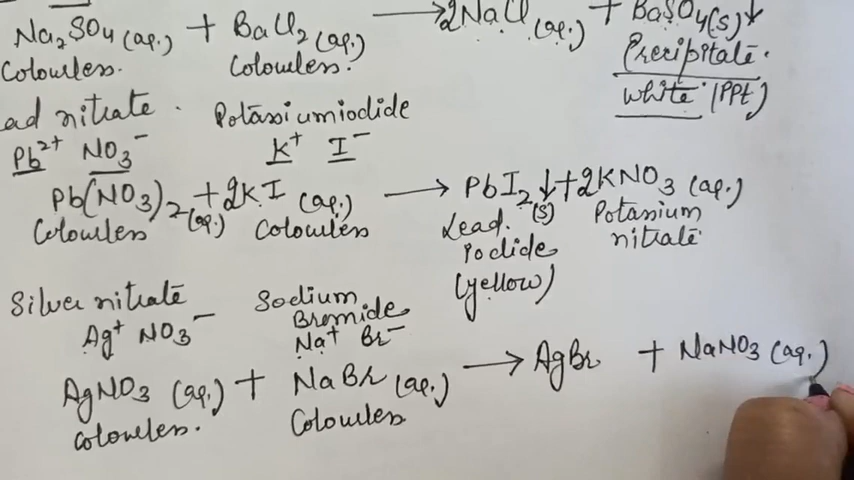 Na2SO4 (aq.) + BaCl2 (aq.) → 2NaCl (aq.) + BaSO4(s)↓
Colourless. Colourless. Precipitate.
white (PPt)
ad nitrate. Potassiumiodide
Pb²⁺ NO3⁻ K⁺ I⁻
Pb(NO3)2 (aq.) + 2KI (aq.) → PbI2↓ (s) + 2KNO3 (aq.)
Colourless Colourless Lead. Potassium
Iodide nitrate
(yellow)
Silver nitrate Sodium
Bromide
Ag⁺ NO3⁻ Na⁺ Br⁻
AgNO3 (aq.) + NaBr (aq.) → AgBr + NaNO3 (aq.)
colourless. Colourless